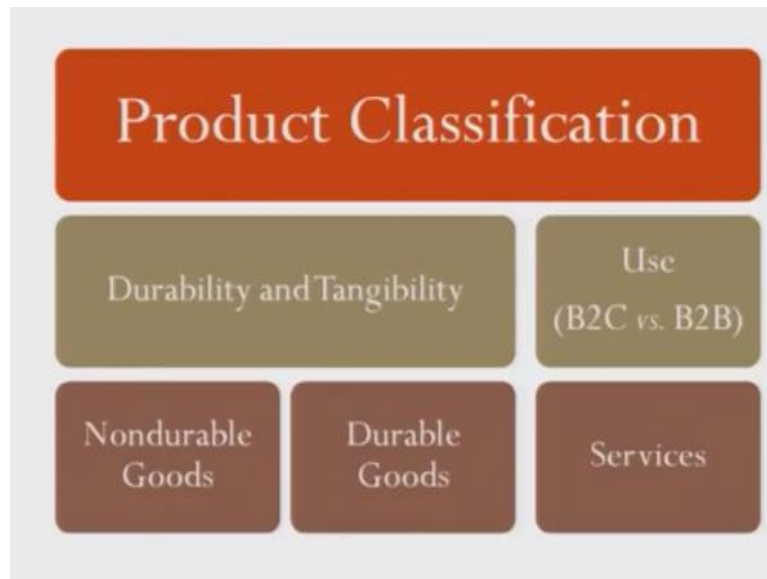 Product Classification
Durability and Tangibility
Use
(B2C vs. B2B)
Nondurable
Goods
Durable
Goods
Services